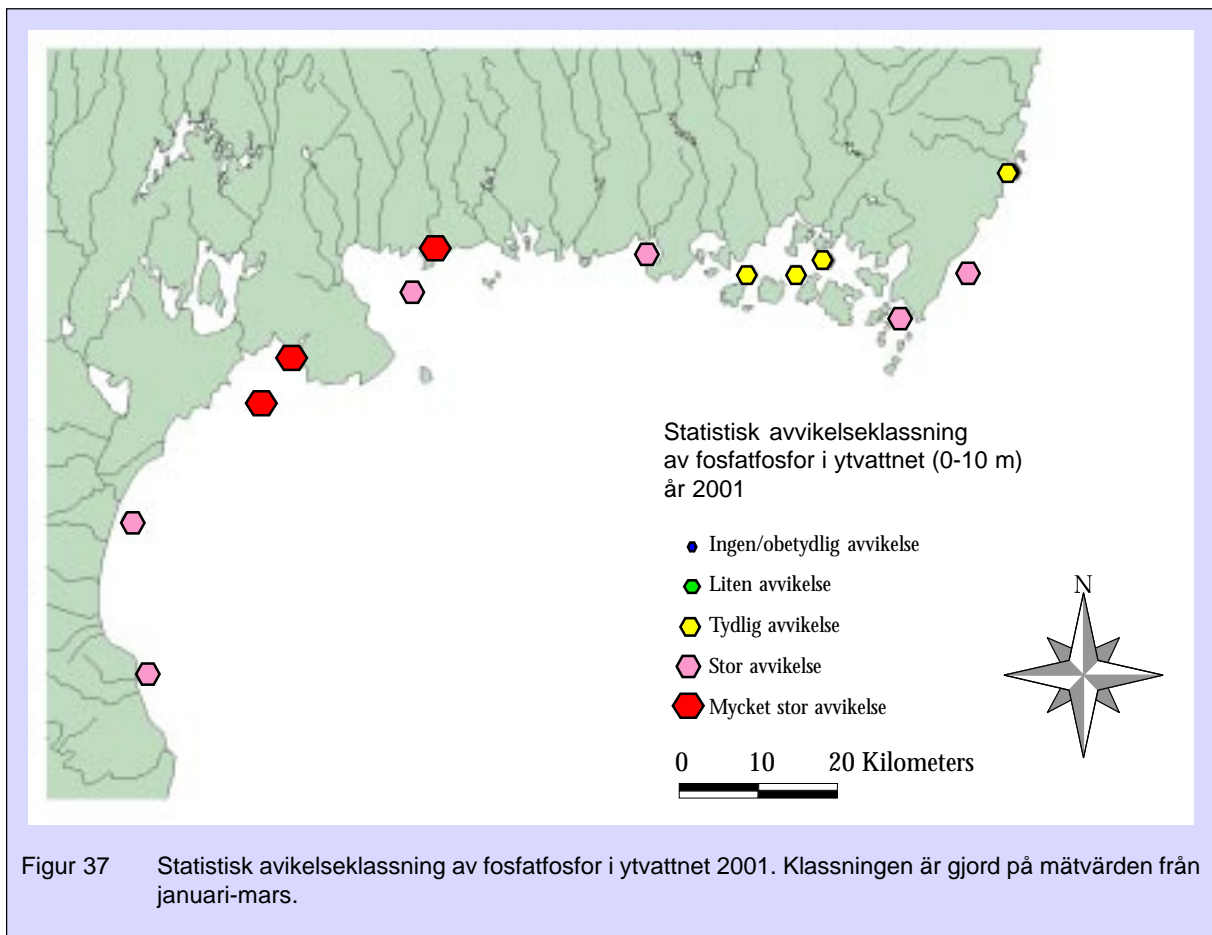 Statistisk avvikelseklassning
av fosfatfosfor i ytvattnet (0-10 m)
år 2001
Ingen/obetydlig avvikelse
Liten avvikelse
Tydlig avvikelse
Stor avvikelse
Mycket stor avvikelse
0 10 20 Kilometers
N
Figur 37 Statistisk avikelseklassning av fosfatfosfor i ytvattnet 2001. Klassningen är gjord på mätvärden från
januari-mars.